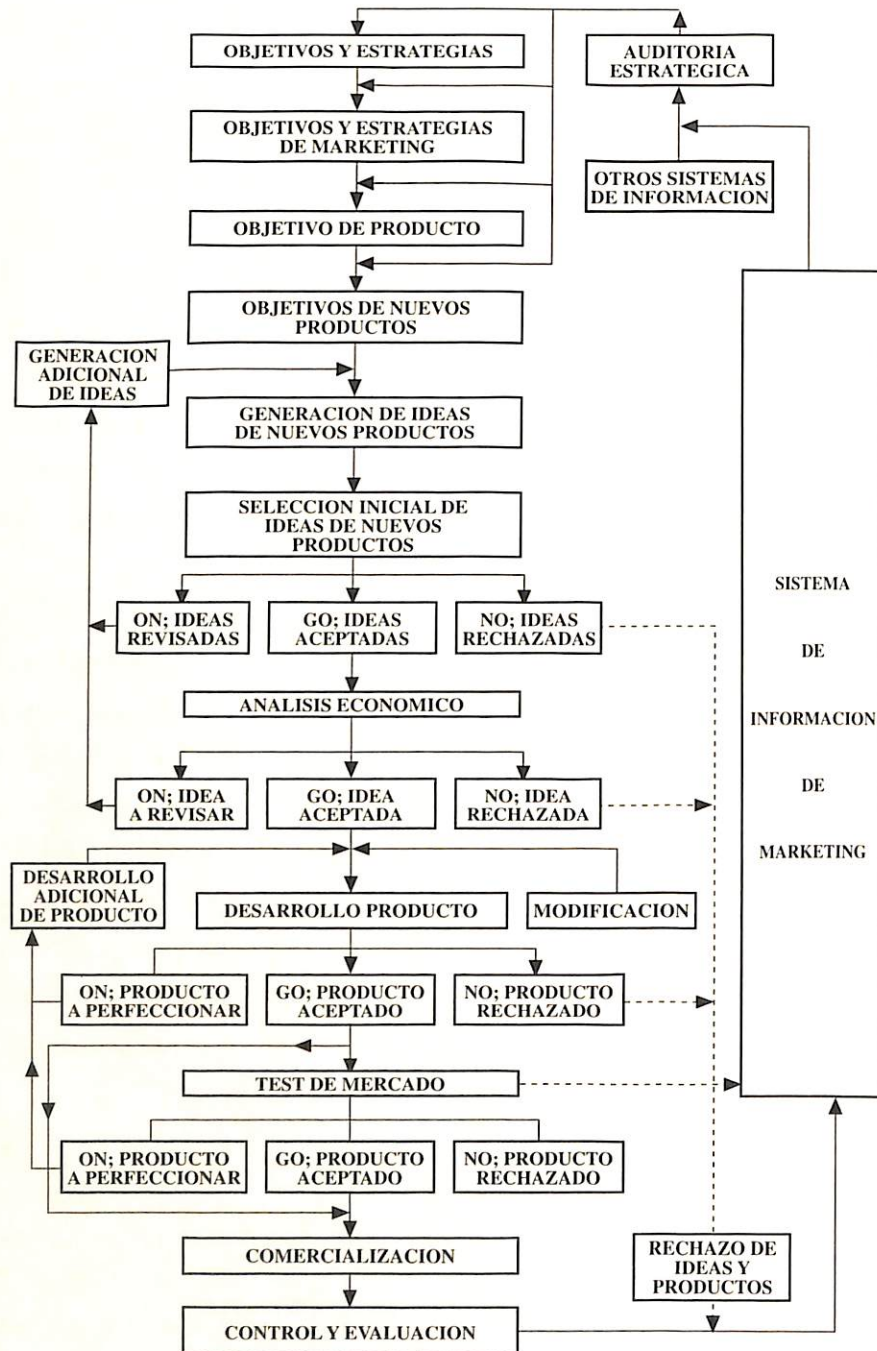 OBJETIVOS Y ESTRATEGIAS
AUDITORIA
ESTRATEGICA
OBJETIVOS Y ESTRATEGIAS
DE MARKETING
OTROS SISTEMAS
DE INFORMACION
OBJETIVO DE PRODUCTO
OBJETIVOS DE NUEVOS
PRODUCTOS
GENERACION
ADICIONAL
DE IDEAS
GENERACION DE IDEAS
DE NUEVOS PRODUCTOS
SELECCION INICIAL DE
IDEAS DE NUEVOS
PRODUCTOS
ON; IDEAS
REVISADAS
GO; IDEAS
ACEPTADAS
NO; IDEAS
RECHAZADAS
ANALISIS ECONOMICO
ON; IDEA
A REVISAR
GO; IDEA
ACEPTADA
NO; IDEA
RECHAZADA
SISTEMA
DE
INFORMACION
DE
MARKETING
DESARROLLO
ADICIONAL
DE PRODUCTO
DESARROLLO PRODUCTO
MODIFICACION
ON; PRODUCTO
A PERFECCIONAR
GO; PRODUCTO
ACEPTADO
NO; PRODUCTO
RECHAZADO
TEST DE MERCADO
ON; PRODUCTO
A PERFECCIONAR
GO; PRODUCTO
ACEPTADO
NO; PRODUCTO
RECHAZADO
COMERCIALIZACION
RECHAZO DE
IDEAS Y
PRODUCTOS
CONTROL Y EVALUACION